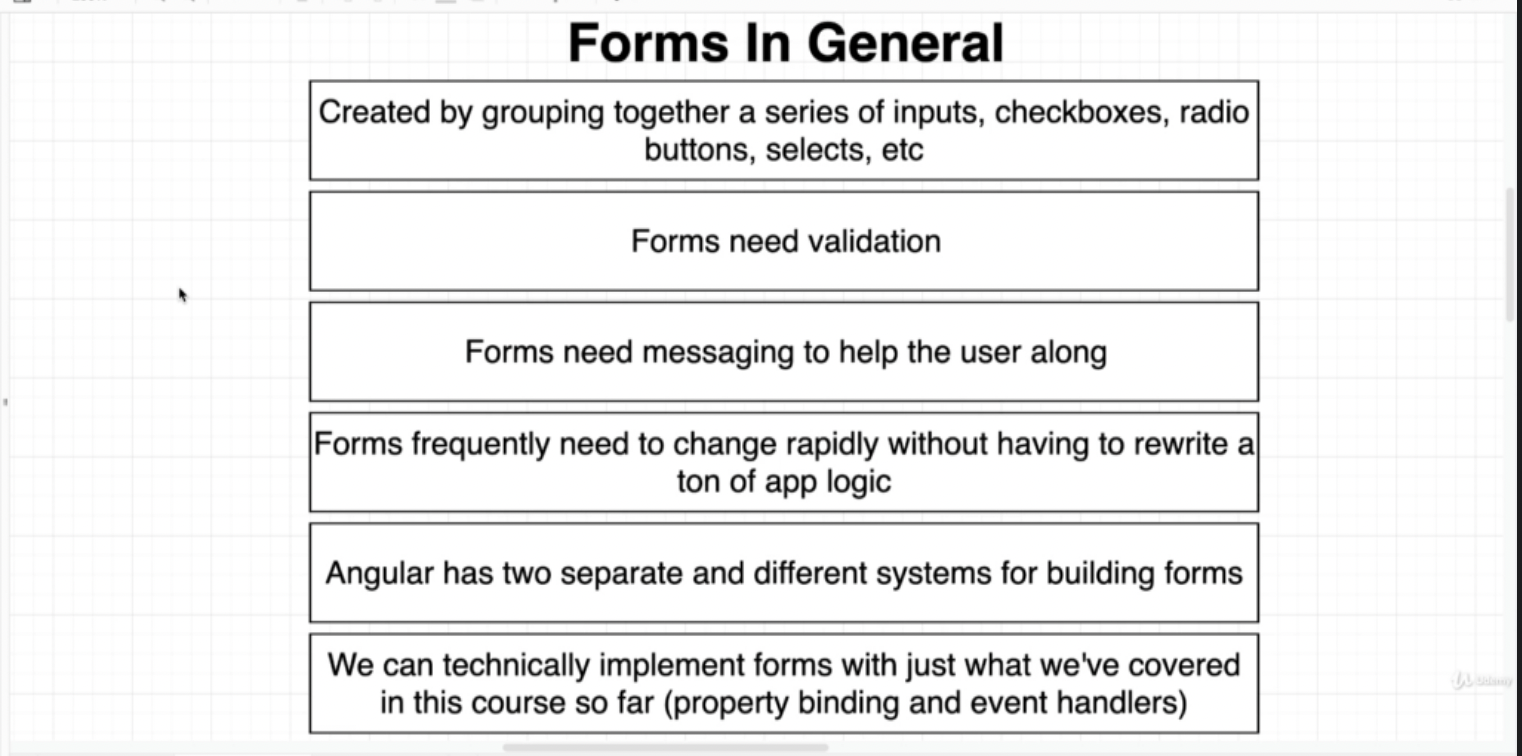 Forms In General
Created by grouping together a series of inputs, checkboxes, radio
buttons, selects, etc
Forms need validation
Forms need messaging to help the user along
Forms frequently need to change rapidly without having to rewrite a
ton of app logic
Angular has two separate and different systems for building forms
We can technically implement forms with just what we've covered
in this course so far (property binding and event handlers)
Udemy